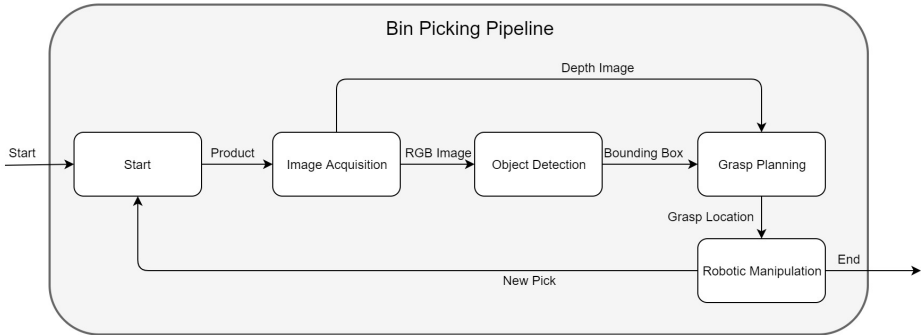 Bin Picking Pipeline
Depth Image
Start
Start
Product
Image Acquisition
RGB Image
Object Detection
Bounding Box
Grasp Planning
Grasp Location
Robotic Manipulation
End
New Pick